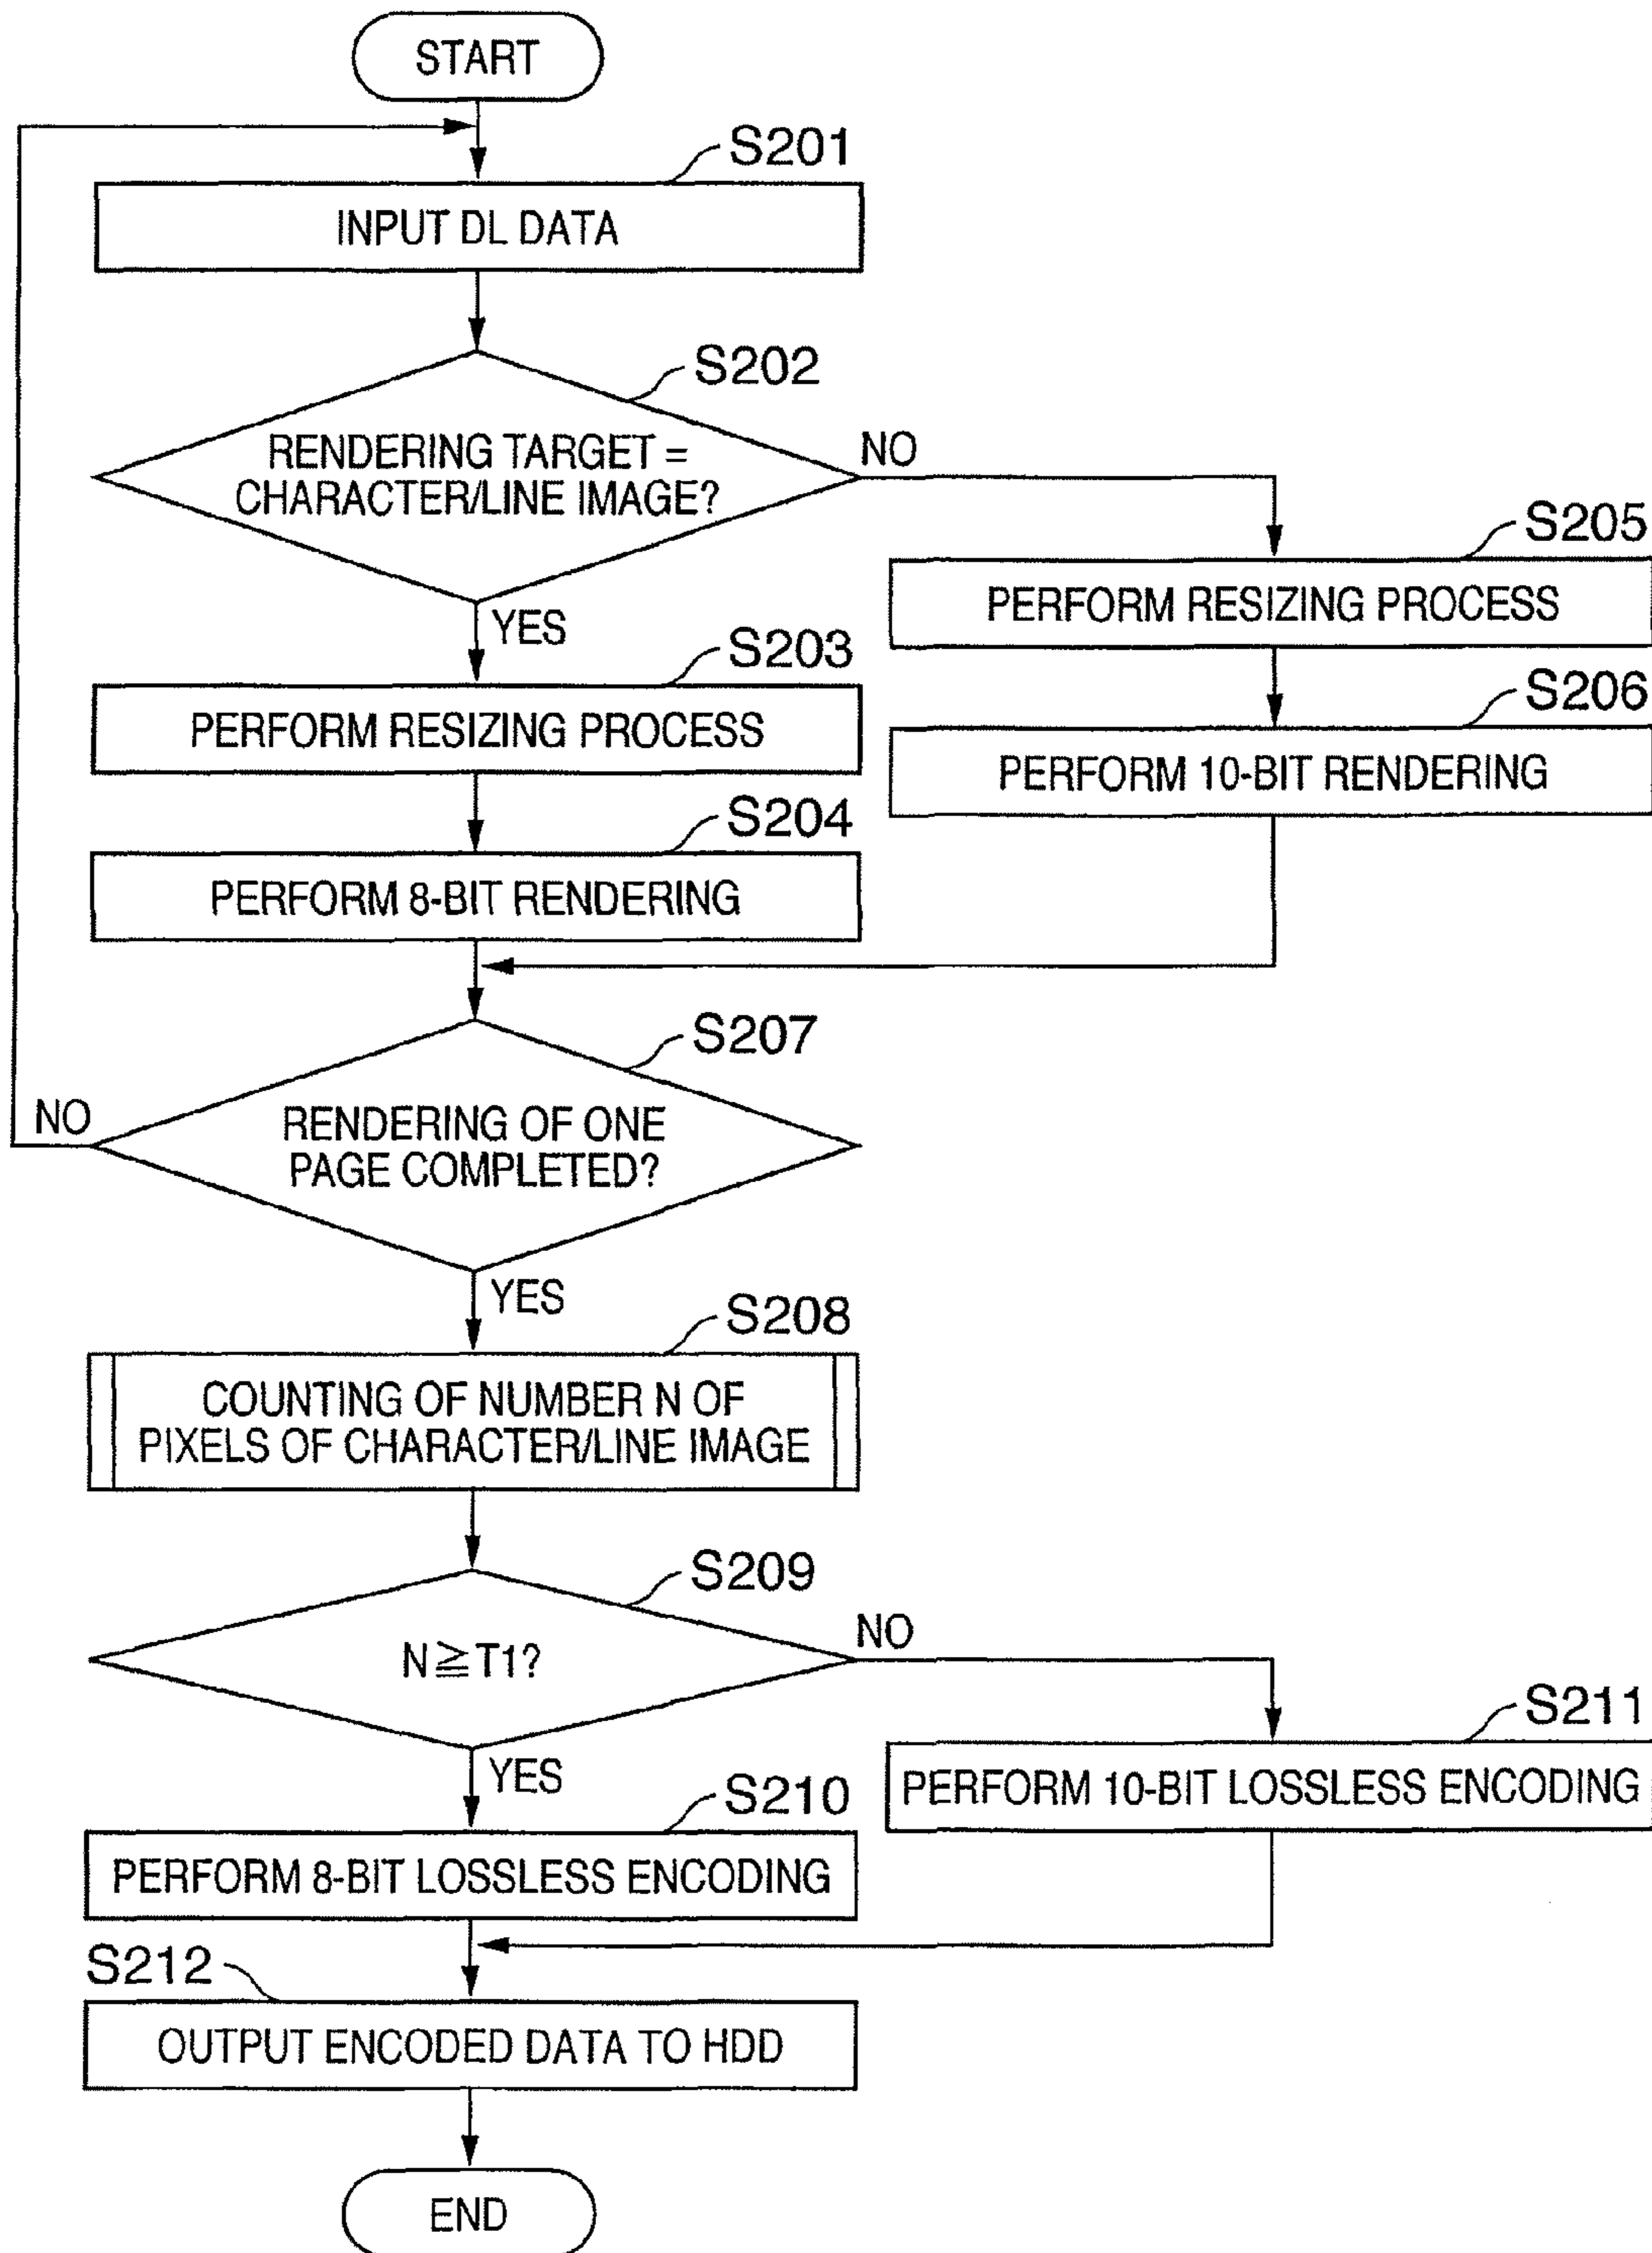 START
S201
INPUT DL DATA
S202
RENDERING TARGET =
CHARACTER/LINE IMAGE?
NO
S205
PERFORM RESIZING PROCESS
YES
S203
PERFORM RESIZING PROCESS
S206
PERFORM 10-BIT RENDERING
S204
PERFORM 8-BIT RENDERING
S207
RENDERING OF ONE
PAGE COMPLETED?
NO
YES
S208
COUNTING OF NUMBER N OF
PIXELS OF CHARACTER/LINE IMAGE
S209
N≧T1?
NO
S211
PERFORM 10-BIT LOSSLESS ENCODING
YES
S210
PERFORM 8-BIT LOSSLESS ENCODING
S212
OUTPUT ENCODED DATA TO HDD
END